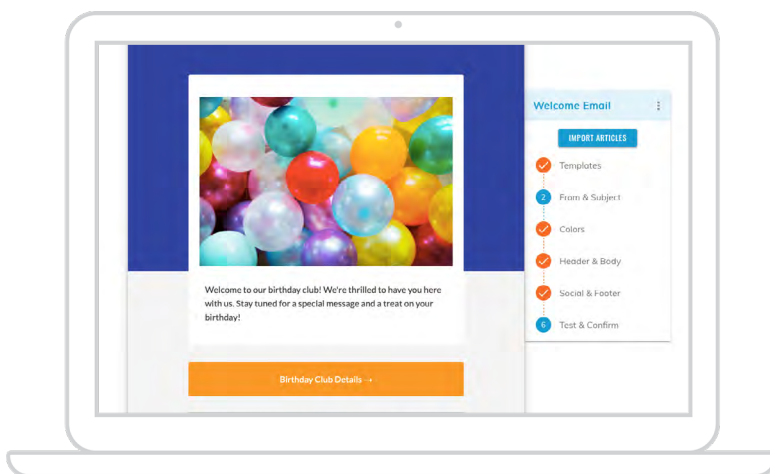 Welcome to our birthday club! We're thrilled to have you here
with us. Stay tuned for a special message and a treat on your
birthday!
Birthday Club Details →
Welcome Email
IMPORT ARTICLES
Templates
2 From & Subject
Colors
Header & Body
Social & Footer
6 Test & Confirm